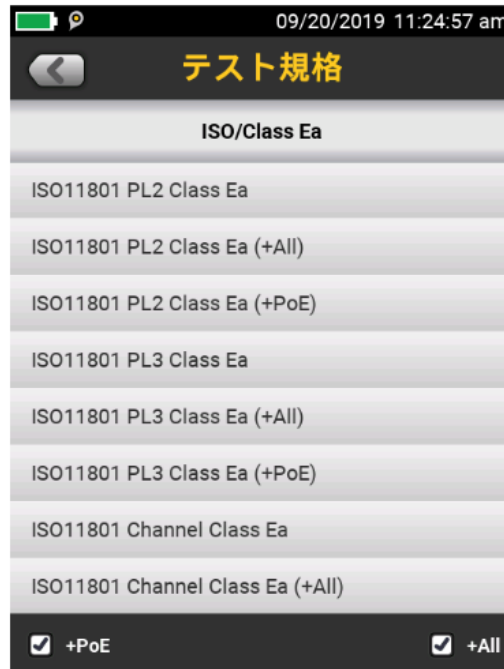 09/20/2019 11:24:57 am
テスト規格
ISO/Class Ea
ISO11801 PL2 Class Ea
ISO11801 PL2 Class Ea (+All)
ISO11801 PL2 Class Ea (+PoE)
ISO11801 PL3 Class Ea
ISO11801 PL3 Class Ea (+All)
ISO11801 PL3 Class Ea (+PoE)
ISO11801 Channel Class Ea
ISO11801 Channel Class Ea (+All)
+PoE +All